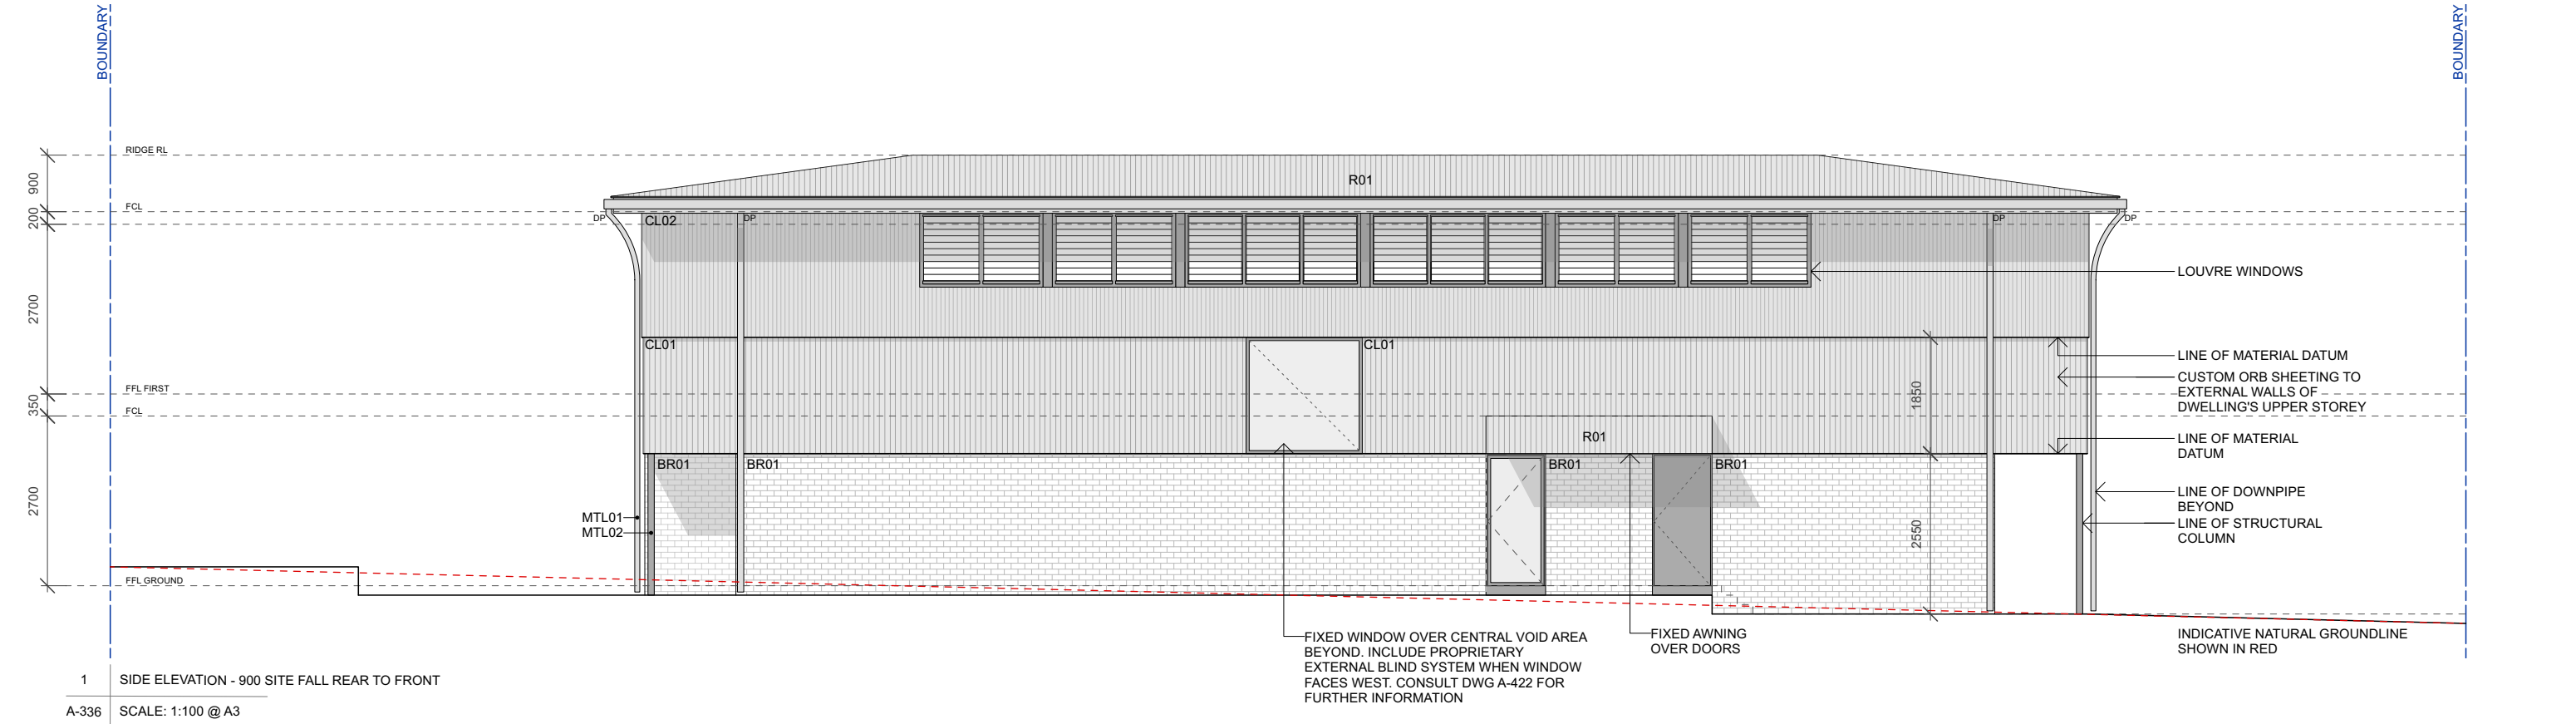 BOUNDARY
BOUNDARY
RIDGE RL
900
R01
FCL
200
DP
CL02
DP
DP
DP
LOUVRE WINDOWS
2700
CL01
CL01
LINE OF MATERIAL DATUM
CUSTOM ORB SHEETING TO
EXTERNAL WALLS OF
DWELLING'S UPPER STOREY
FFL FIRST
350
FCL
1850
R01
LINE OF MATERIAL
DATUM
BR01
BR01
BR01
BR01
2700
LINE OF DOWNPIPE
BEYOND
MTL01
MTL02
2550
LINE OF STRUCTURAL
COLUMN
FFL GROUND
FIXED WINDOW OVER CENTRAL VOID AREA
BEYOND. INCLUDE PROPRIETARY
EXTERNAL BLIND SYSTEM WHEN WINDOW
FACES WEST. CONSULT DWG A-422 FOR
FURTHER INFORMATION
FIXED AWNING
OVER DOORS
INDICATIVE NATURAL GROUNDLINE
SHOWN IN RED
1 SIDE ELEVATION - 900 SITE FALL REAR TO FRONT
A-336 SCALE: 1:100 @ A3